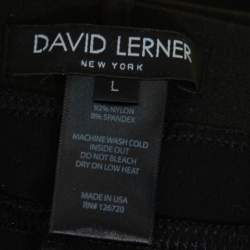 DAVID LERNER
NEW YORK
L
92% NYLON
8% SPANDEX
MACHINE WASH COLD
INSIDE OUT
DO NOT BLEACH
DRY ON LOW HEAT
MADE IN USA
RN# 126720